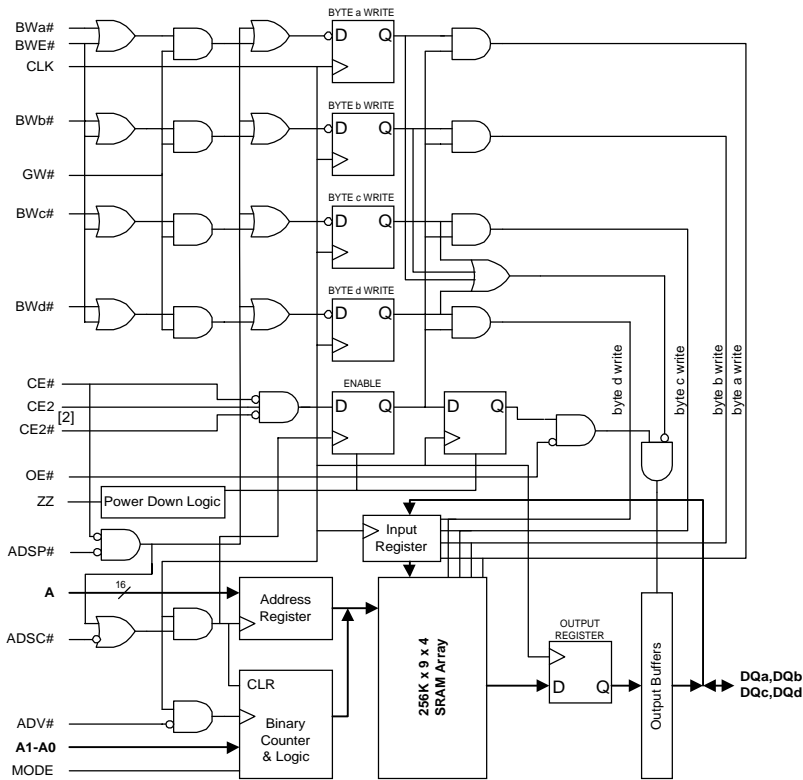 BYTE a WRITE
BWa#
BWE#
D Q
CLK
BYTE b WRITE
BWb#
D Q
GW#
BYTE c WRITE
BWc#
D Q
BYTE d WRITE
BWd#
D Q
byte d write
byte c write
byte b write
byte a write
CE#
ENABLE
CE2
D Q
D Q
[2]
CE2#
OE#
ZZ
Power Down Logic
Input
Register
ADSP#
A
16
Address
Register
ADSC#
OUTPUT
REGISTER
256K x 9 x 4
SRAM Array
CLR
D Q
Output Buffers
DQa,DQb
DQc,DQd
ADV#
Binary
Counter
& Logic
A1-A0
MODE